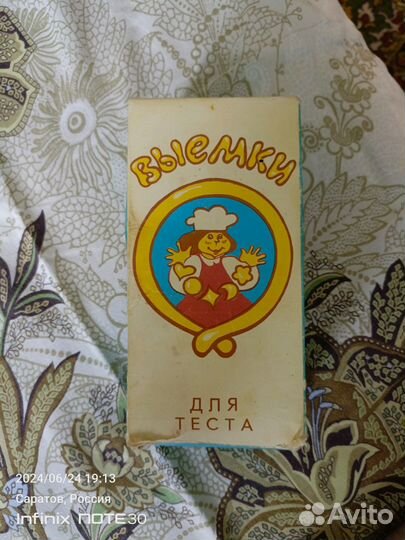 Выемки
ДЛЯ
ТЕСТА
2024/06/24 19:13
Саратов, Россия
Infinix NOTE30
Avito